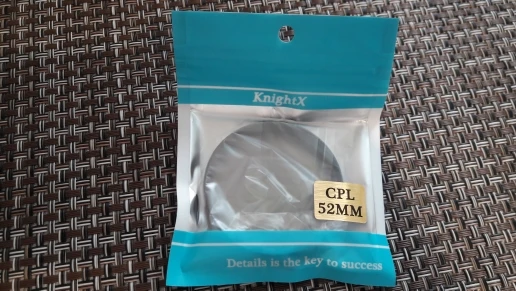 KnightX
CPL
52MM
Details is the key to success